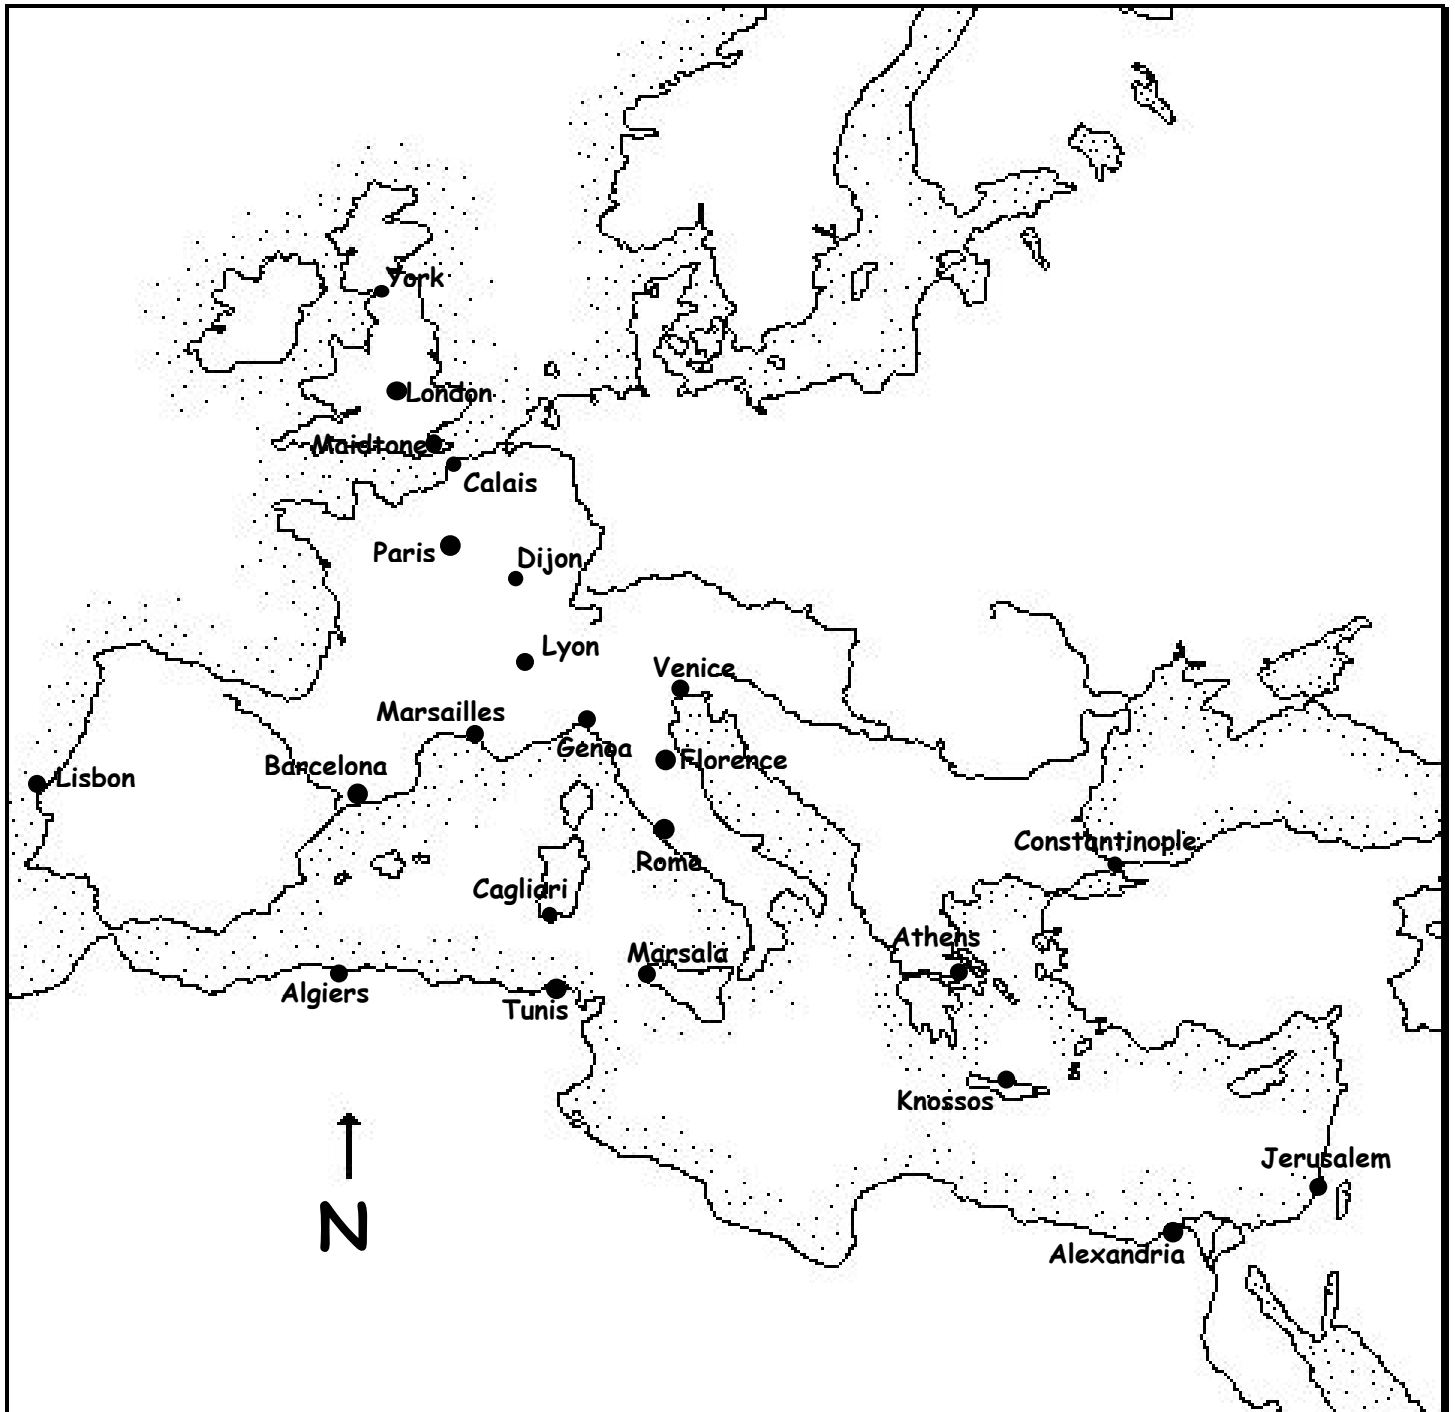 York
London
Maidtone
Calais
Paris
Dijon
Lyon
Venice
Marsailles
Genoa
Barcelona
Florence
Lisbon
Rome
Constantinople
Cagliari
Athens
Marsala
Algiers
Tunis
Knossos
Jerusalem
N
Alexandria